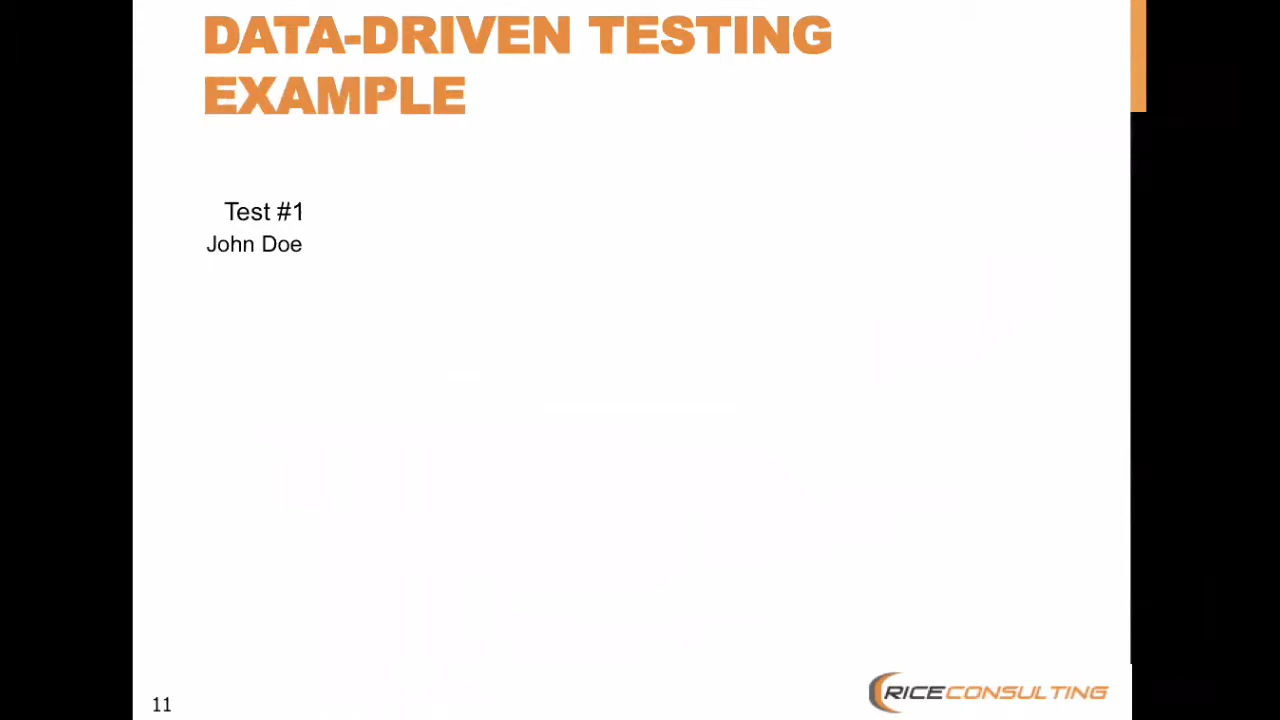 DATA-DRIVEN TESTING
EXAMPLE
Test #1
John Doe
11
RICECONSULTING